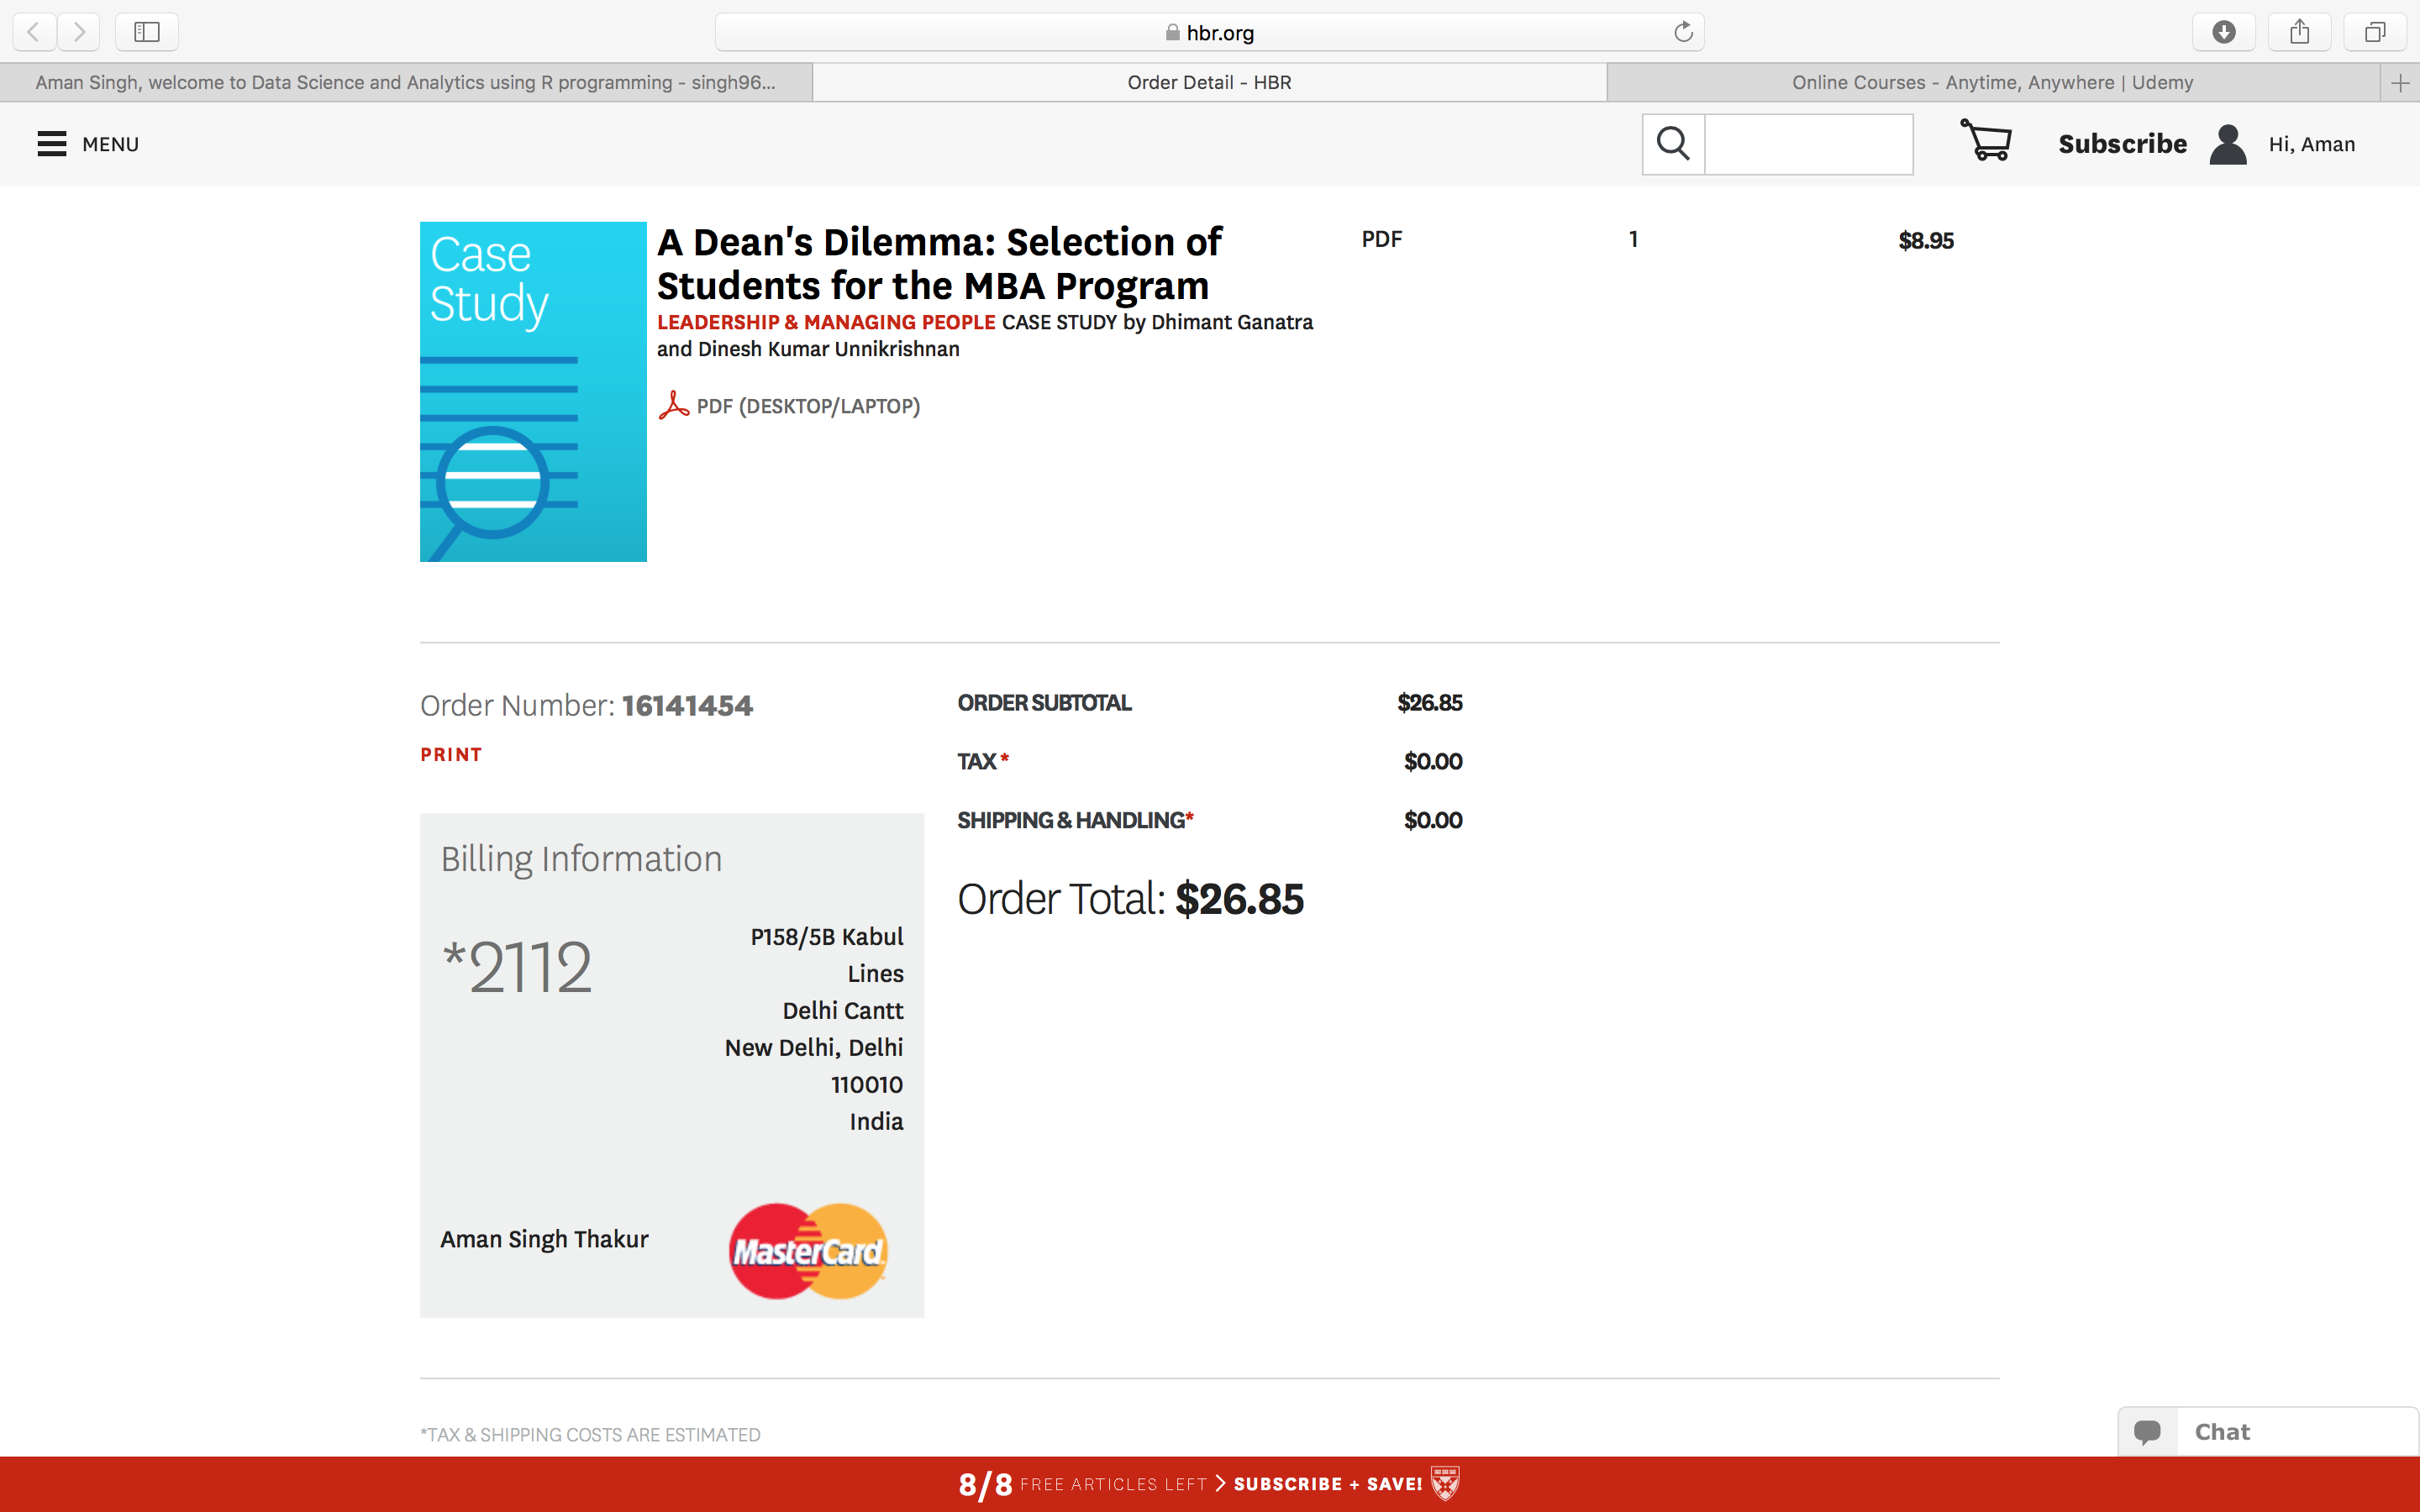 hbr.org
Aman Singh, welcome to Data Science and Analytics using R programming - singh96...
Order Detail - HBR
Online Courses - Anytime, Anywhere | Udemy
MENU
Subscribe
Hi, Aman
Case
Study
A Dean's Dilemma: Selection of
Students for the MBA Program
LEADERSHIP & MANAGING PEOPLE CASE STUDY by Dhimant Ganatra
and Dinesh Kumar Unnikrishnan
PDF (DESKTOP/LAPTOP)
PDF
1
$8.95
Order Number: 16141454
PRINT
ORDER SUBTOTAL $26.85
TAX * $0.00
SHIPPING & HANDLING* $0.00
Order Total: $26.85
Billing Information
*2112
P158/5B Kabul
Lines
Delhi Cantt
New Delhi, Delhi
110010
India
Aman Singh Thakur
MasterCard
*TAX & SHIPPING COSTS ARE ESTIMATED
Chat
8/8 FREE ARTICLES LEFT > SUBSCRIBE + SAVE!